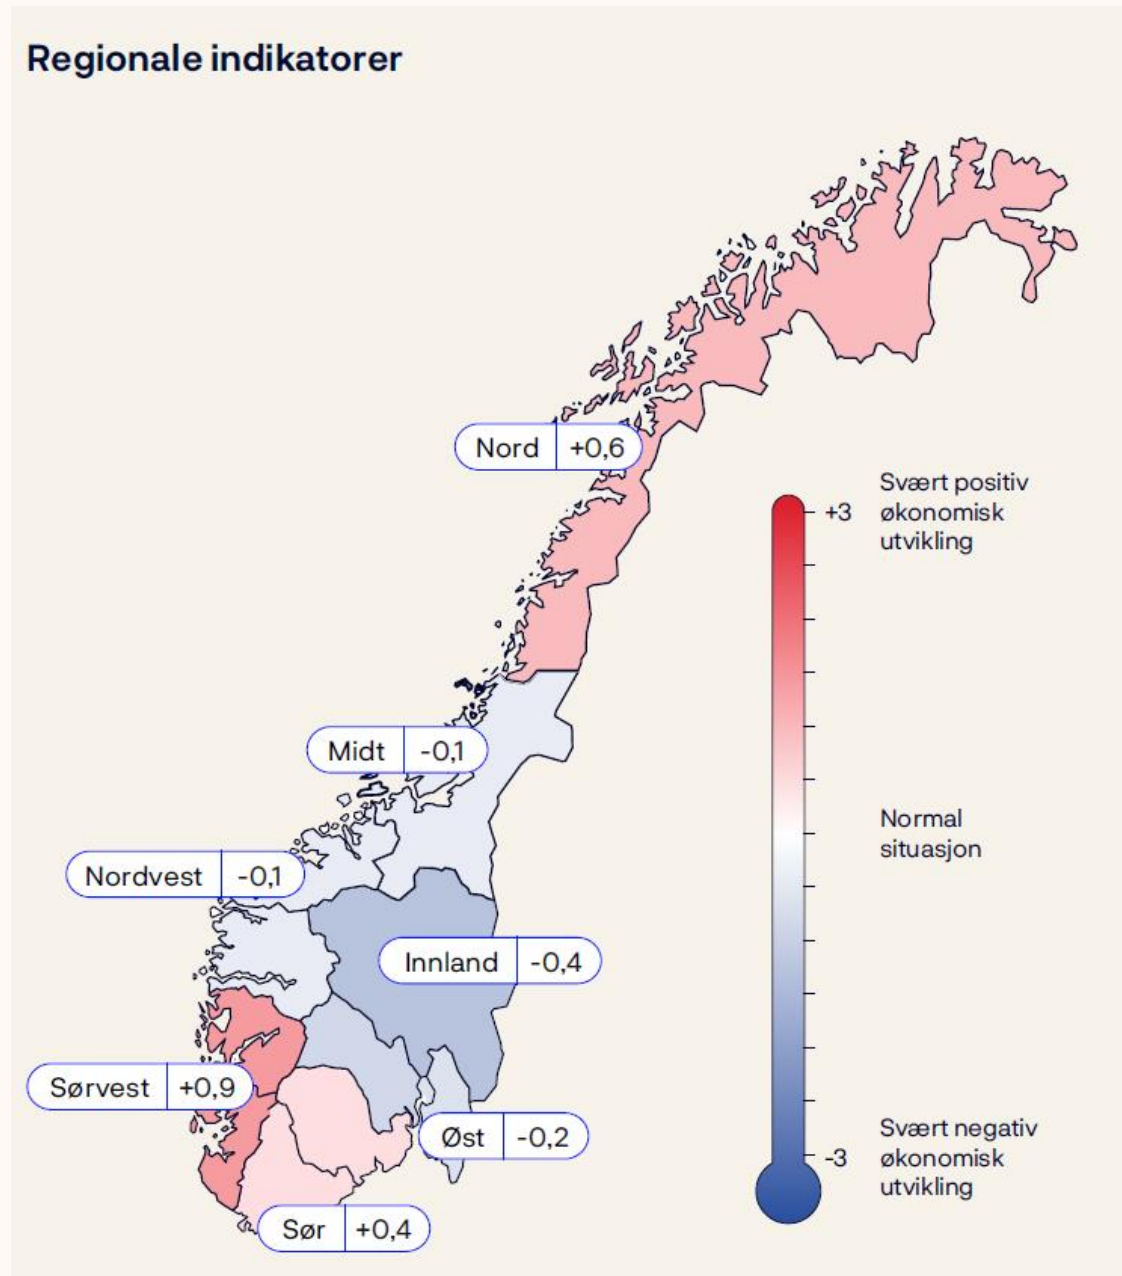 Regionale indikatorer
Nord +0,6
Svært positiv
+3 økonomisk
utvikling
Midt -0,1
Normal
situasjon
Nordvest -0,1
Innland -0,4
Sørvest +0,9
Øst -0,2
Svært negativ
-3 økonomisk
utvikling
Sør +0,4